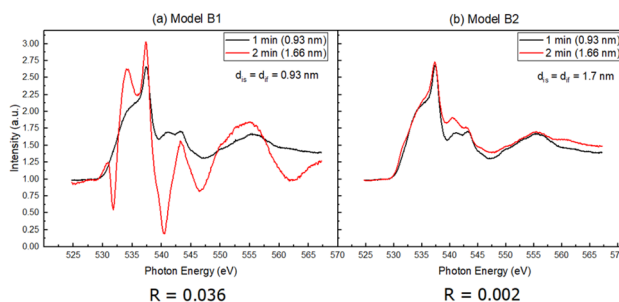 (a) Model B1
(b) Model B2
1 min (0.93 nm)
2 min (1.66 nm)
d_is = d_if = 0.93 nm
1 min (0.93 nm)
2 min (1.66 nm)
d_is = d_if = 1.7 nm
Intensity (a.u.)
3.00
2.75
2.50
2.25
2.00
1.75
1.50
1.25
1.00
0.75
0.50
0.25
0.00
525 530 535 540 545 550 555 560 565 570
525 530 535 540 545 550 555 560 565 570
Photon Energy (eV)
Photon Energy (eV)
R = 0.036
R = 0.002